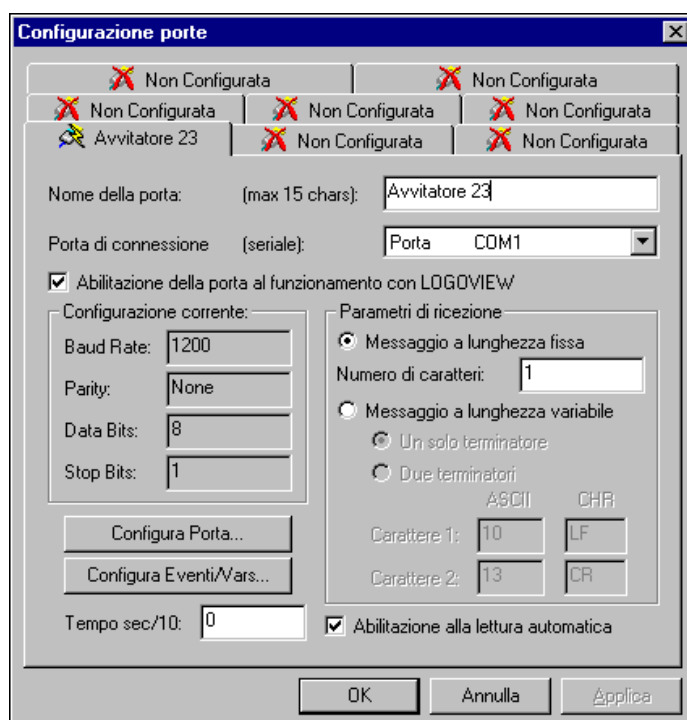 Configurazione porte
Non Configurata Non Configurata
Non Configurata Non Configurata Non Configurata
Avvitatore 23 Non Configurata Non Configurata
Nome della porta: (max 15 chars): Avvitatore 23
Porta di connessione (seriale): Porta COM1
Abilitazione della porta al funzionamento con LOGOVIEW
Configurazione corrente:
Baud Rate: 1200
Parity: None
Data Bits: 8
Stop Bits: 1
Configura Porta...
Configura Eventi/Vars...
Tempo sec/10: 0
Parametri di ricezione
Messaggio a lunghezza fissa
Numero di caratteri: 1
Messaggio a lunghezza variabile
Un solo terminatore
Due terminatori
ASCII CHR
Carattere 1: 10 LF
Carattere 2: 13 CR
Abilitazione alla lettura automatica
OK Annulla Applica